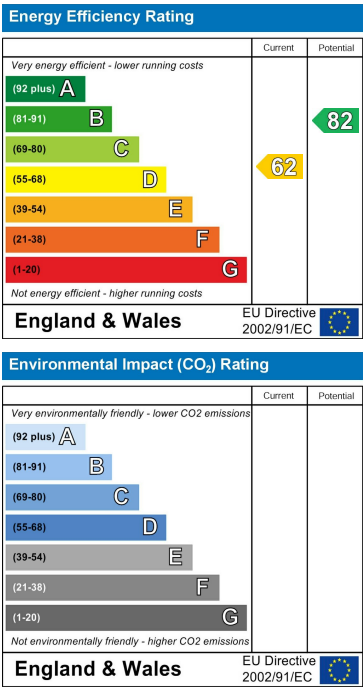 Energy Efficiency Rating
Current Potential
Very energy efficient - lower running costs
(92 plus) A
(81-91) B
82
(69-80) C
(55-68) D
62
(39-54) E
(21-38) F
(1-20) G
Not energy efficient - higher running costs
England & Wales
EU Directive
2002/91/EC
Environmental Impact (CO₂) Rating
Current Potential
Very environmentally friendly - lower CO2 emissions
(92 plus) A
(81-91) B
(69-80) C
(55-68) D
(39-54) E
(21-38) F
(1-20) G
Not environmentally friendly - higher CO2 emissions
England & Wales
EU Directive
2002/91/EC